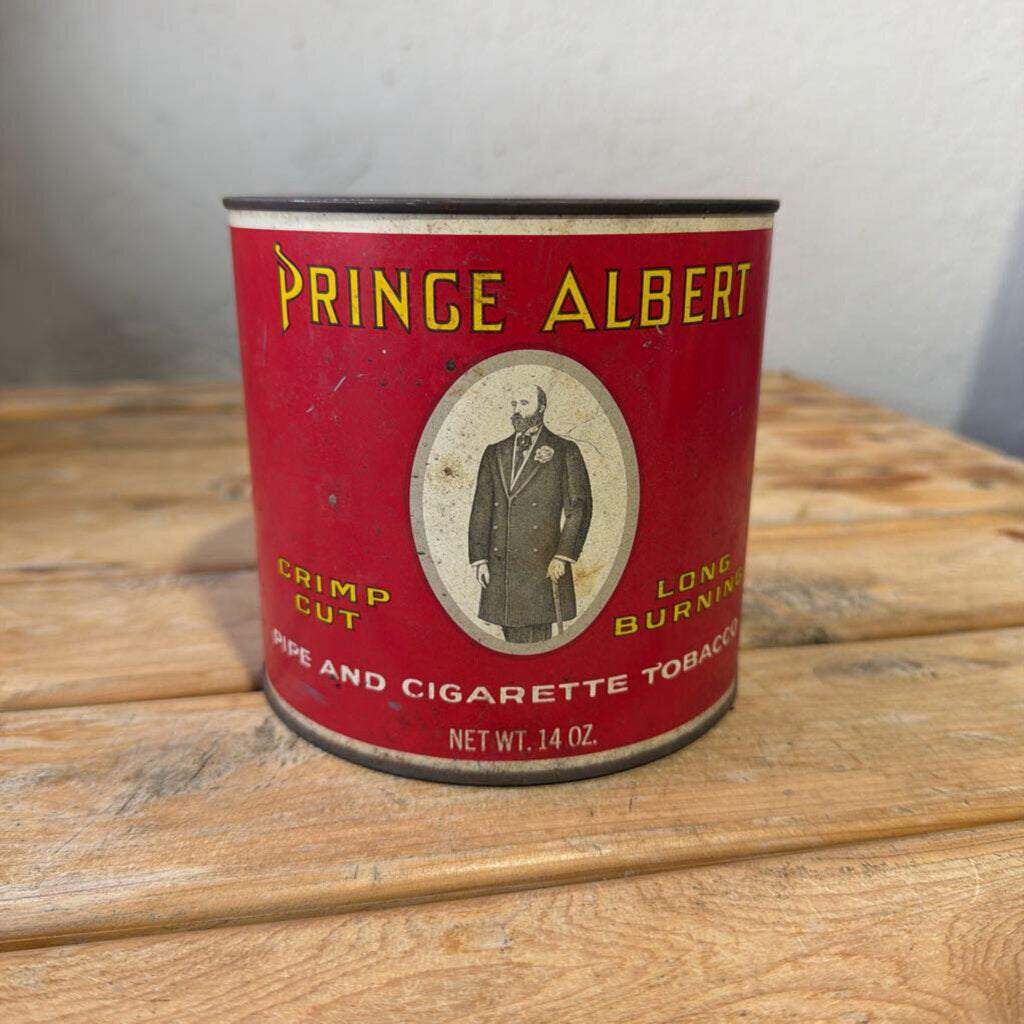 PRINCE ALBERT
CRIMP
CUT
LONG
BURNING
PIPE AND CIGARETTE TOBACCO
NET WT. 14 OZ.